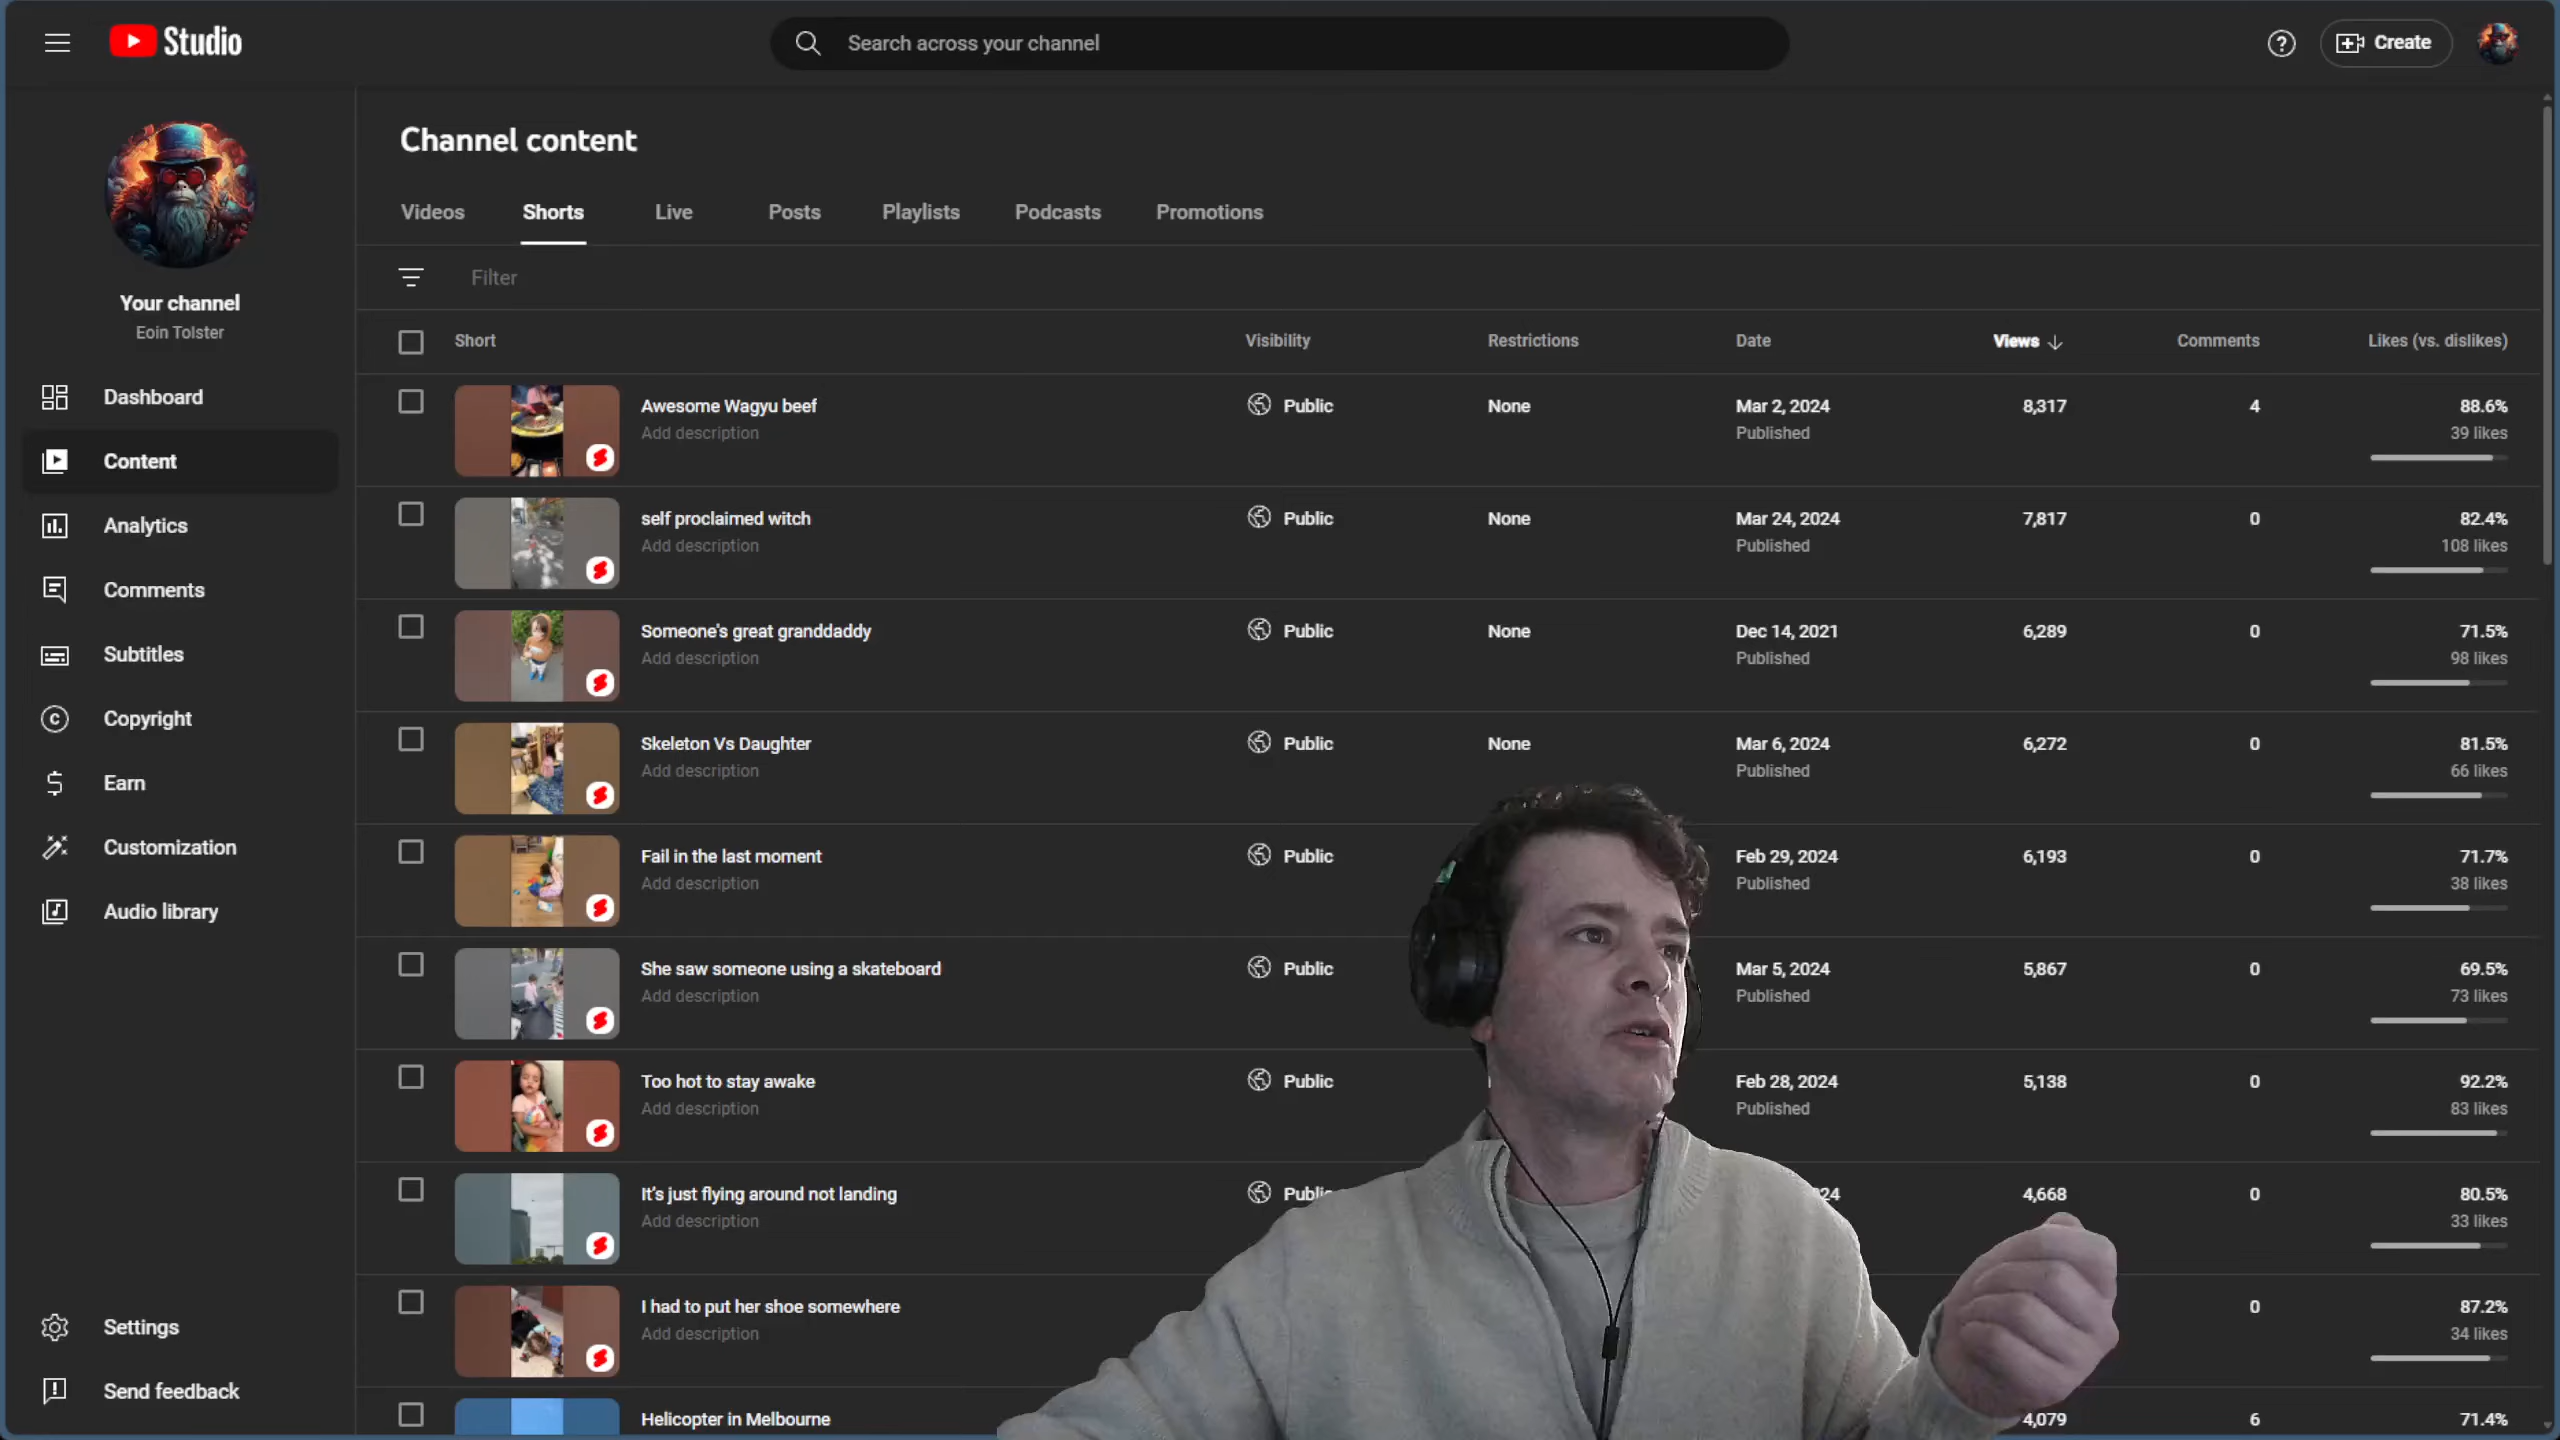 Studio
Search across your channel
Create
Your channel
Eoin Tolster
Dashboard
Content
Analytics
Comments
Subtitles
Copyright
Earn
Customization
Audio library
Settings
Send feedback
Channel content
Videos Shorts Live Posts Playlists Podcasts Promotions
Filter
Short Visibility Restrictions Date Views Comments Likes (vs. dislikes)
Awesome Wagyu beef Public None Mar 2, 2024 8,317 4 88.6%
Add description Published 39 likes
self proclaimed witch Public None Mar 24, 2024 7,817 0 82.4%
Add description Published 108 likes
Someone's great granddaddy Public None Dec 14, 2021 6,289 0 71.5%
Add description Published 98 likes
Skeleton Vs Daughter Public None Mar 6, 2024 6,272 0 81.5%
Add description Published 66 likes
Fail in the last moment Public Feb 29, 2024 6,193 0 71.7%
Add description Published 38 likes
She saw someone using a skateboard Public Mar 5, 2024 5,867 0 69.5%
Add description Published 73 likes
Too hot to stay awake Public Feb 28, 2024 5,138 0 92.2%
Add description Published 83 likes
It's just flying around not landing Public 24 4,668 0 80.5%
Add description 33 likes
I had to put her shoe somewhere 0 87.2%
Add description 34 likes
Helicopter in Melbourne 4,079 6 71.4%